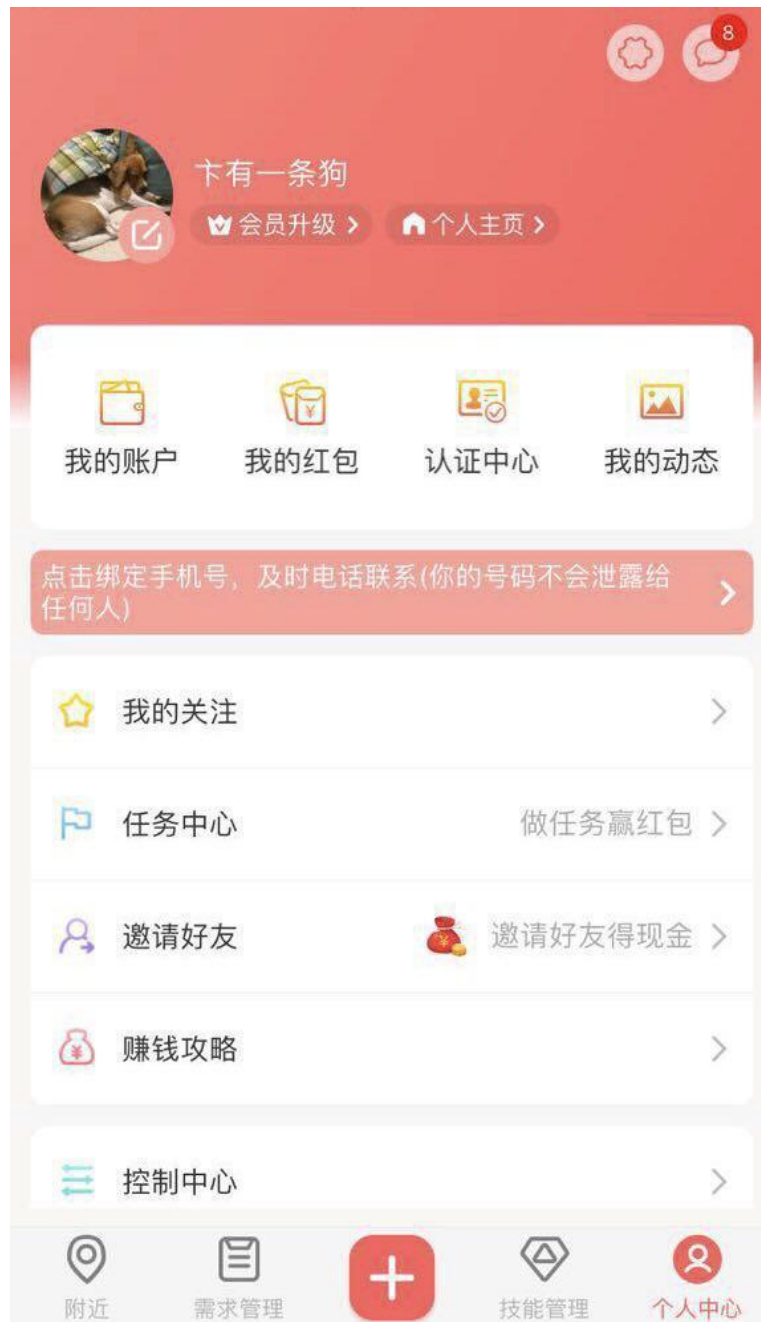 8
卞有一条狗
会员升级
个人主页
我的账户 我的红包 认证中心 我的动态
点击绑定手机号，及时电话联系(你的号码不会泄露给
任何人)
我的关注
任务中心 做任务赢红包
邀请好友 邀请好友得现金
赚钱攻略
控制中心
附近 需求管理 技能管理 个人中心